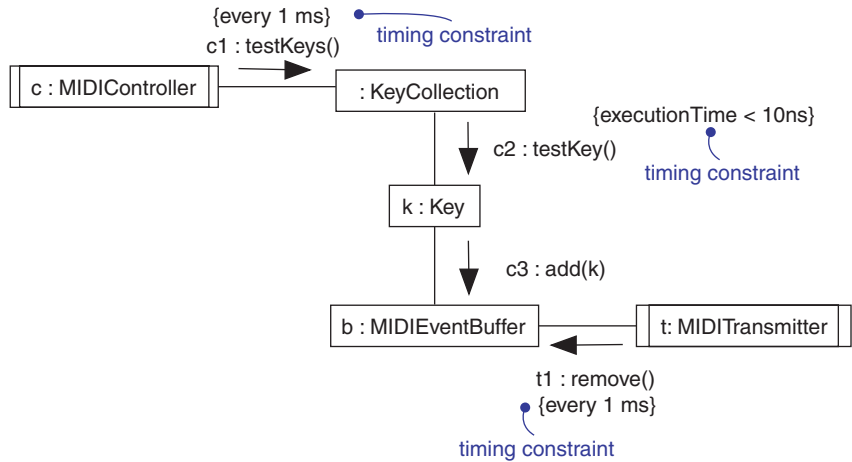 {every 1 ms}
timing constraint
c1 : testKeys()
c : MIDIController
: KeyCollection
{executionTime < 10ns}
c2 : testKey()
timing constraint
k : Key
c3 : add(k)
b : MIDIEventBuffer
t: MIDITransmitter
t1 : remove()
{every 1 ms}
timing constraint